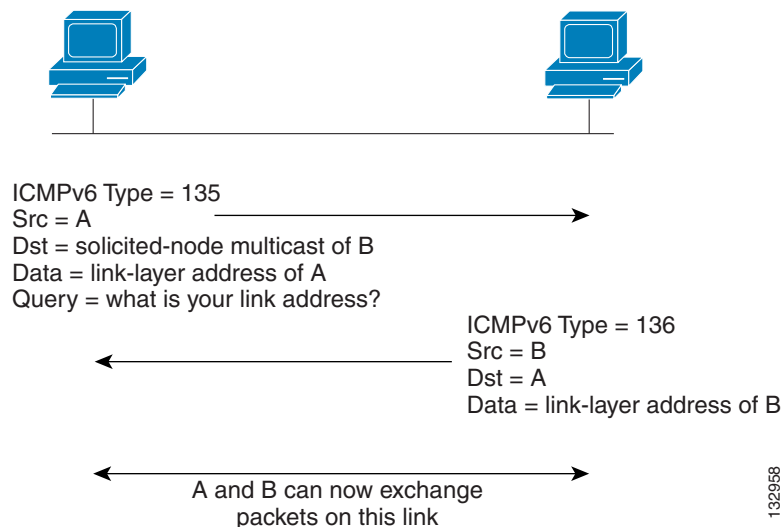 ICMPv6 Type = 135
Src = A
Dst = solicited-node multicast of B
Data = link-layer address of A
Query = what is your link address?
ICMPv6 Type = 136
Src = B
Dst = A
Data = link-layer address of B
A and B can now exchange
packets on this link
132958